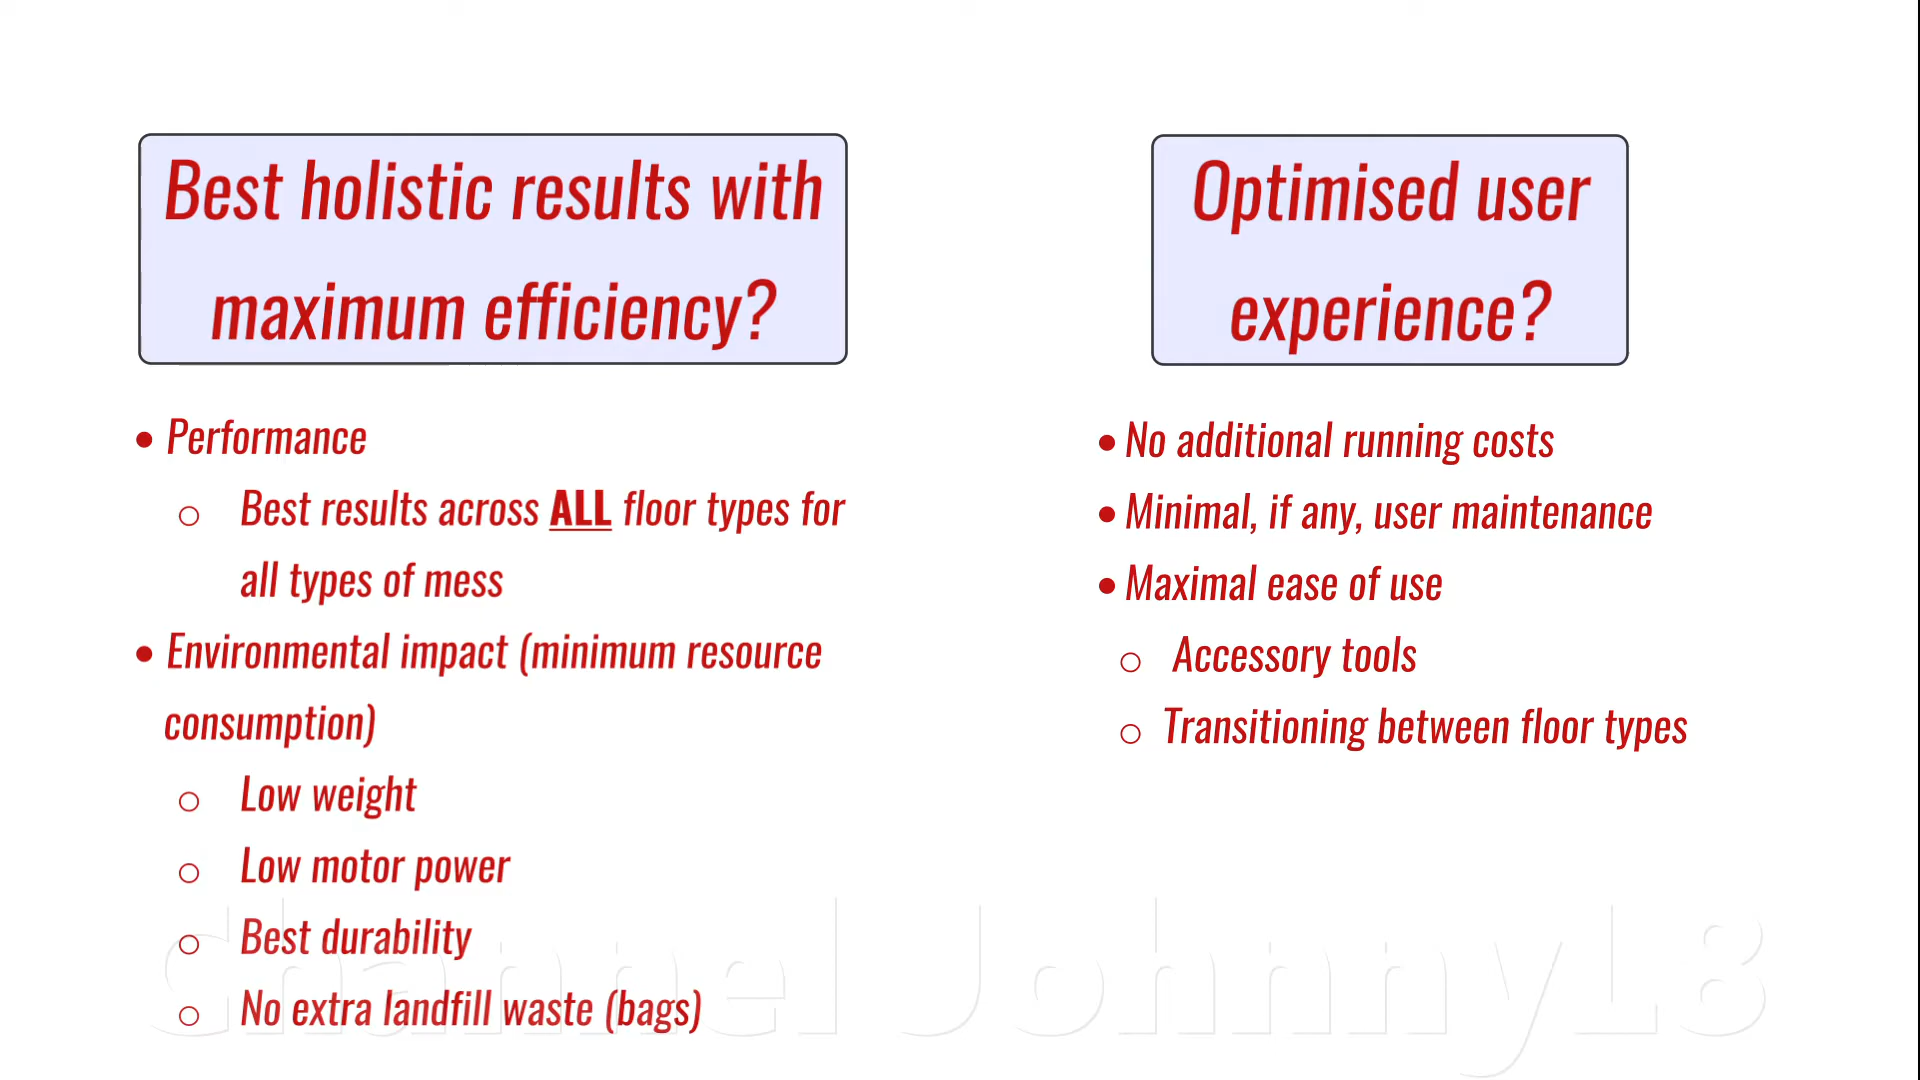 Best holistic results with
maximum efficiency?
• Performance
○ Best results across ALL floor types for
all types of mess
• Environmental impact (minimum resource
consumption)
○ Low weight
○ Low motor power
○ Best durability
○ No extra landfill waste (bags)
Optimised user
experience?
• No additional running costs
• Minimal, if any, user maintenance
• Maximal ease of use
○ Accessory tools
○ Transitioning between floor types
Channel Johnny18